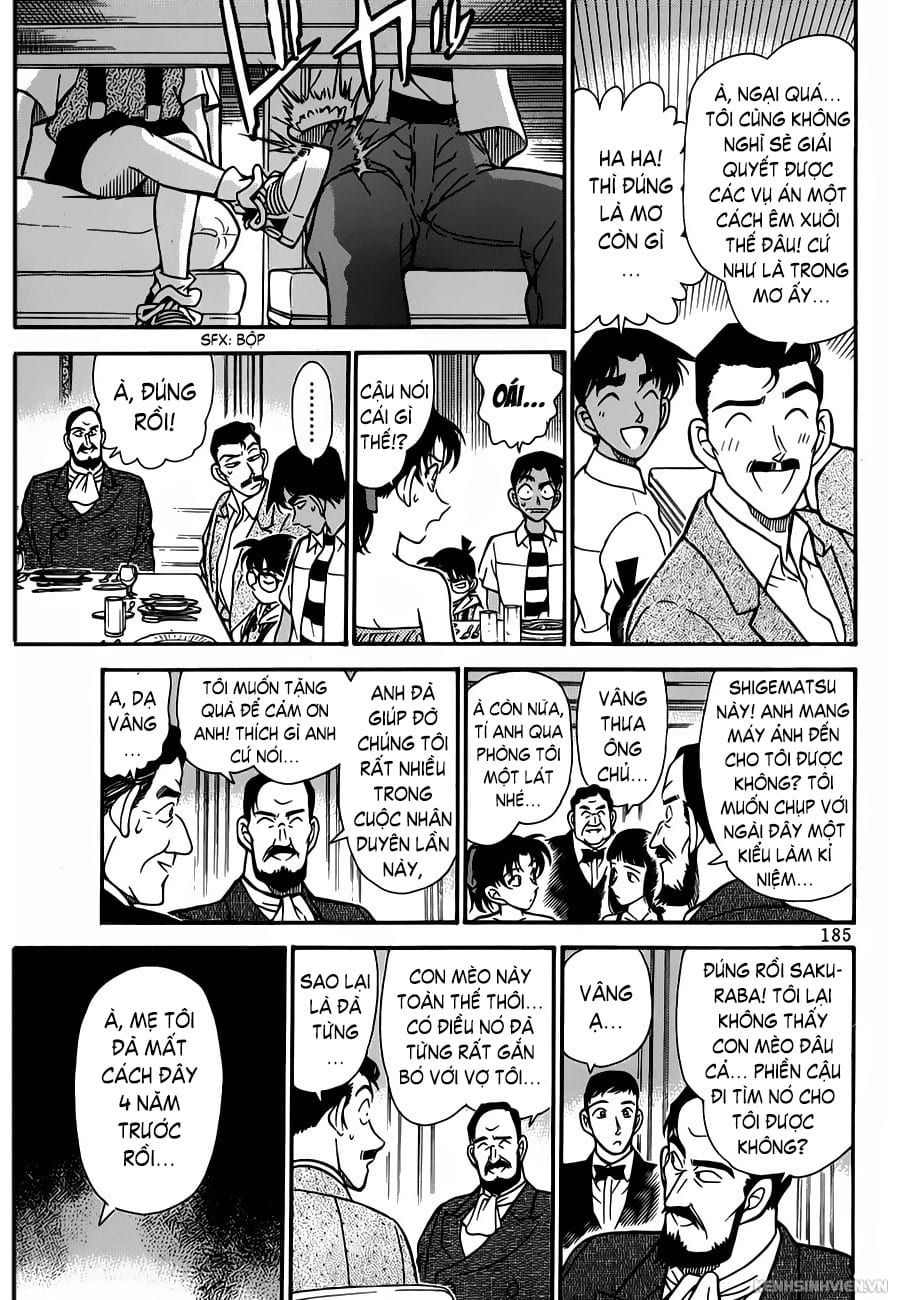 À, NGẠI QUÁ...
TÔI CŨNG KHÔNG
NGHĨ SẼ GIẢI
QUYẾT ĐƯỢC
CÁC VỤ ÁN MỘT
CÁCH ÊM XUÔI
THẾ ĐÂU! CỨ
NHƯ LÀ TRONG
MƠ ẤY...
HA HA!
THÌ ĐÚNG
LÀ MƠ
CÒN GÌ
...
SFX: BỘP
OÁI...
CẬU NÓI
CÁI GÌ
THẾ!?
........
À, ĐÚNG
RỒI!
SHIGEMATSU
NÀY! ANH MANG
MÁY ẢNH ĐẾN
CHO TÔI ĐƯỢC
KHÔNG? TÔI
MUỐN CHỤP VỚI
NGÀI ĐÂY MỘT
KIỂU LÀM KỈ
NIỆM...
VÂNG
THƯA
ÔNG
CHỦ...
À CÒN NỮA,
TÍ ANH QUA
PHÒNG TÔI
MỘT LÁT
NHÉ...
ANH ĐÃ
GIÚP ĐỠ
CHÚNG TÔI
RẤT NHIỀU
TRONG
CUỘC NHÂN
DUYÊN LẦN
NÀY,
TÔI MUỐN TẶNG
QUÀ ĐỂ CẢM ƠN
ANH! THÍCH GÌ ANH
CỨ NÓI...
A, DẠ
VÂNG
...
185
ĐÚNG RỒI SAKU-
RABA! TÔI LẠI
KHÔNG THẤY
CON MÈO ĐÂU
CẢ... PHIỀN CẬU
ĐI TÌM NÓ CHO
TÔI ĐƯỢC
KHÔNG?
VÂNG
Ạ...
CON MÈO NÀY
TOÀN THẾ THÔI...
CÓ ĐIỀU NÓ ĐÃ
TỪNG RẤT GẮN
BÓ VỚI VỢ TÔI...
SAO LẠI
LÀ ĐÃ
TỪNG
...
À, MẸ TÔI
ĐÃ MẤT
CÁCH ĐÂY
4 NĂM
TRƯỚC
RỒI...
KENHSINHVIEN.VN